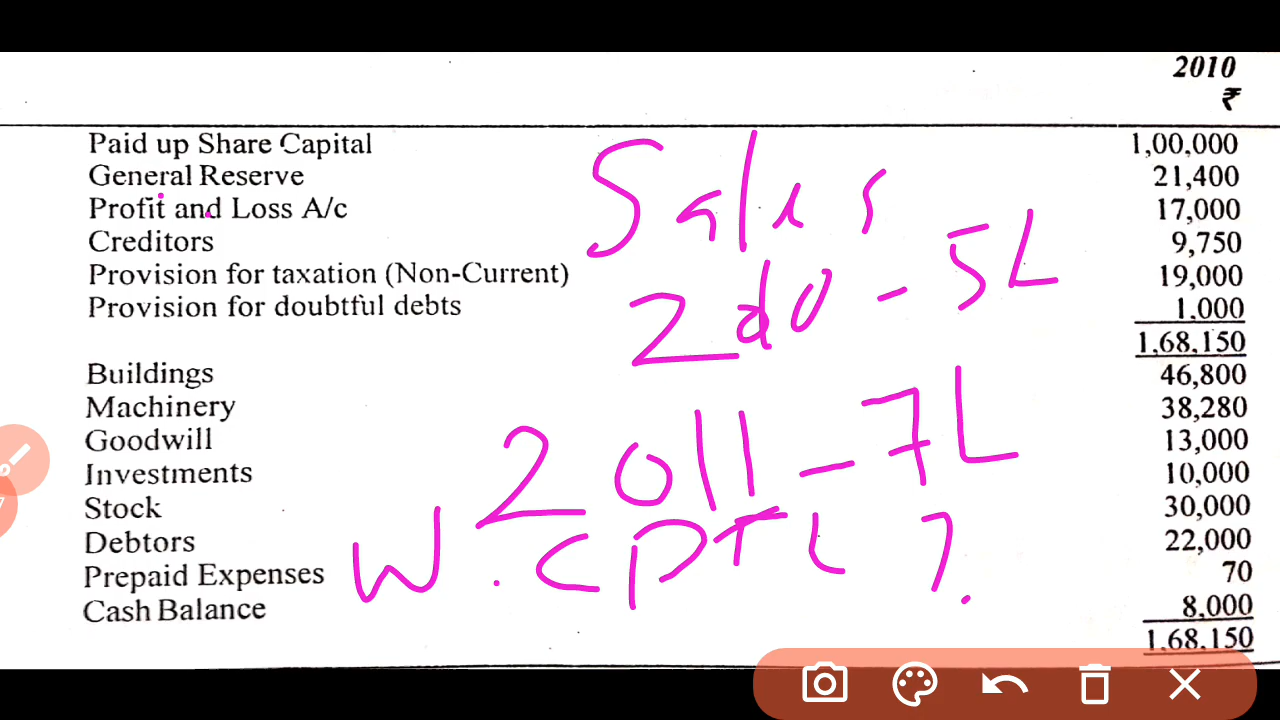 2010
₹
Paid up Share Capital 1,00,000
General Reserve 21,400
Profit and Loss A/c 17,000
Creditors 9,750
Provision for taxation (Non-Current) 19,000
Provision for doubtful debts 1,000
1,68,150
Buildings 46,800
Machinery 38,280
Goodwill 13,000
Investments 10,000
Stock 30,000
Debtors 22,000
Prepaid Expenses 70
Cash Balance 8,000
1,68,150
Sales
2010 - 5L
2011 - 7L
W. CPTL ?